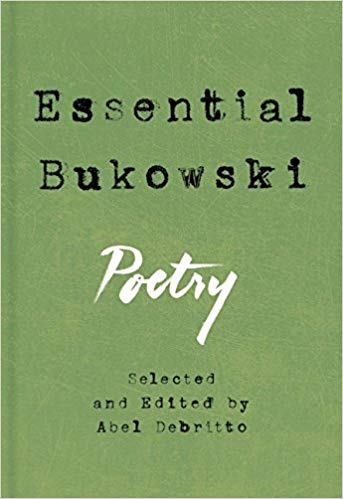 Essential
Bukowski
Poetry
Selected
and Edited by
Abel Debritto